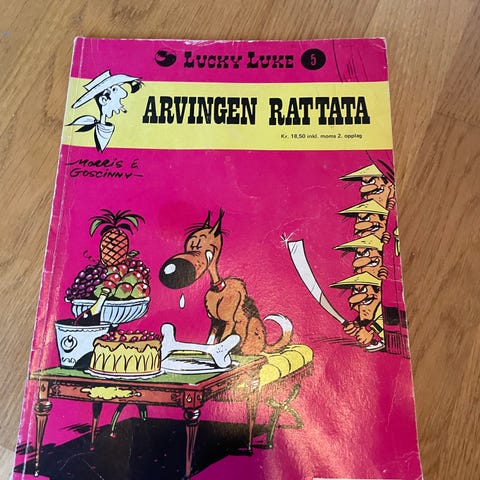 LUCKY LUKE 5
ARVINGEN RATTATA
Kr. 18,50 inkl. moms 2. opplag
MORRIS &
GOSCINNY